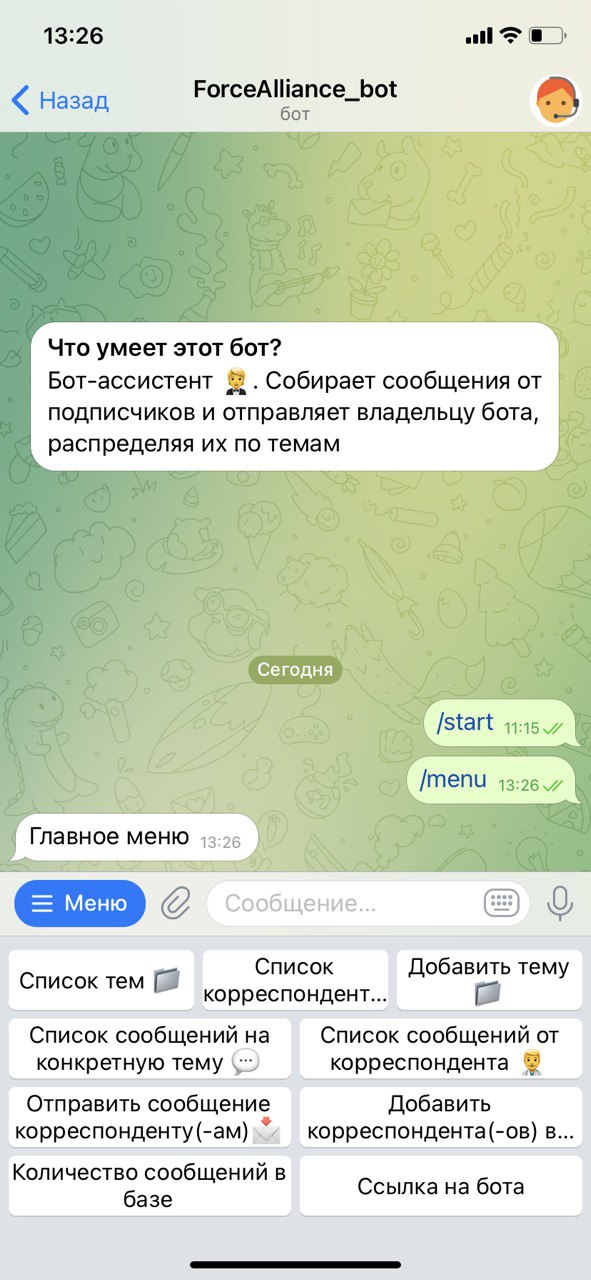 13:26
Назад
ForceAlliance_bot
бот
Что умеет этот бот?
Бот-ассистент 🤵. Собирает сообщения от
подписчиков и отправляет владельцу бота,
распределяя их по темам
Сегодня
/start 11:15
/menu 13:26
Главное меню 13:26
Меню
Сообщение...
Список тем 📁
Список
корреспондент...
Добавить тему
📁
Список сообщений на
конкретную тему 💬
Список сообщений от
корреспондента 👨‍⚕️
Отправить сообщение
корреспонденту(-ам) 📩
Добавить
корреспондента(-ов) в...
Количество сообщений в
базе
Ссылка на бота